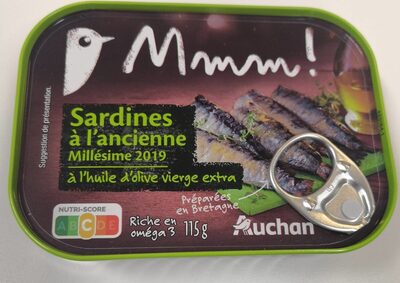 Mmm!
Suggestion de présentation.
Sardines
à l'ancienne
Millésime 2019
à l'huile d'olive vierge extra
Préparées
en Bretagne
NUTRI-SCORE
A B C D E
Riche en
oméga 3
115g
Auchan